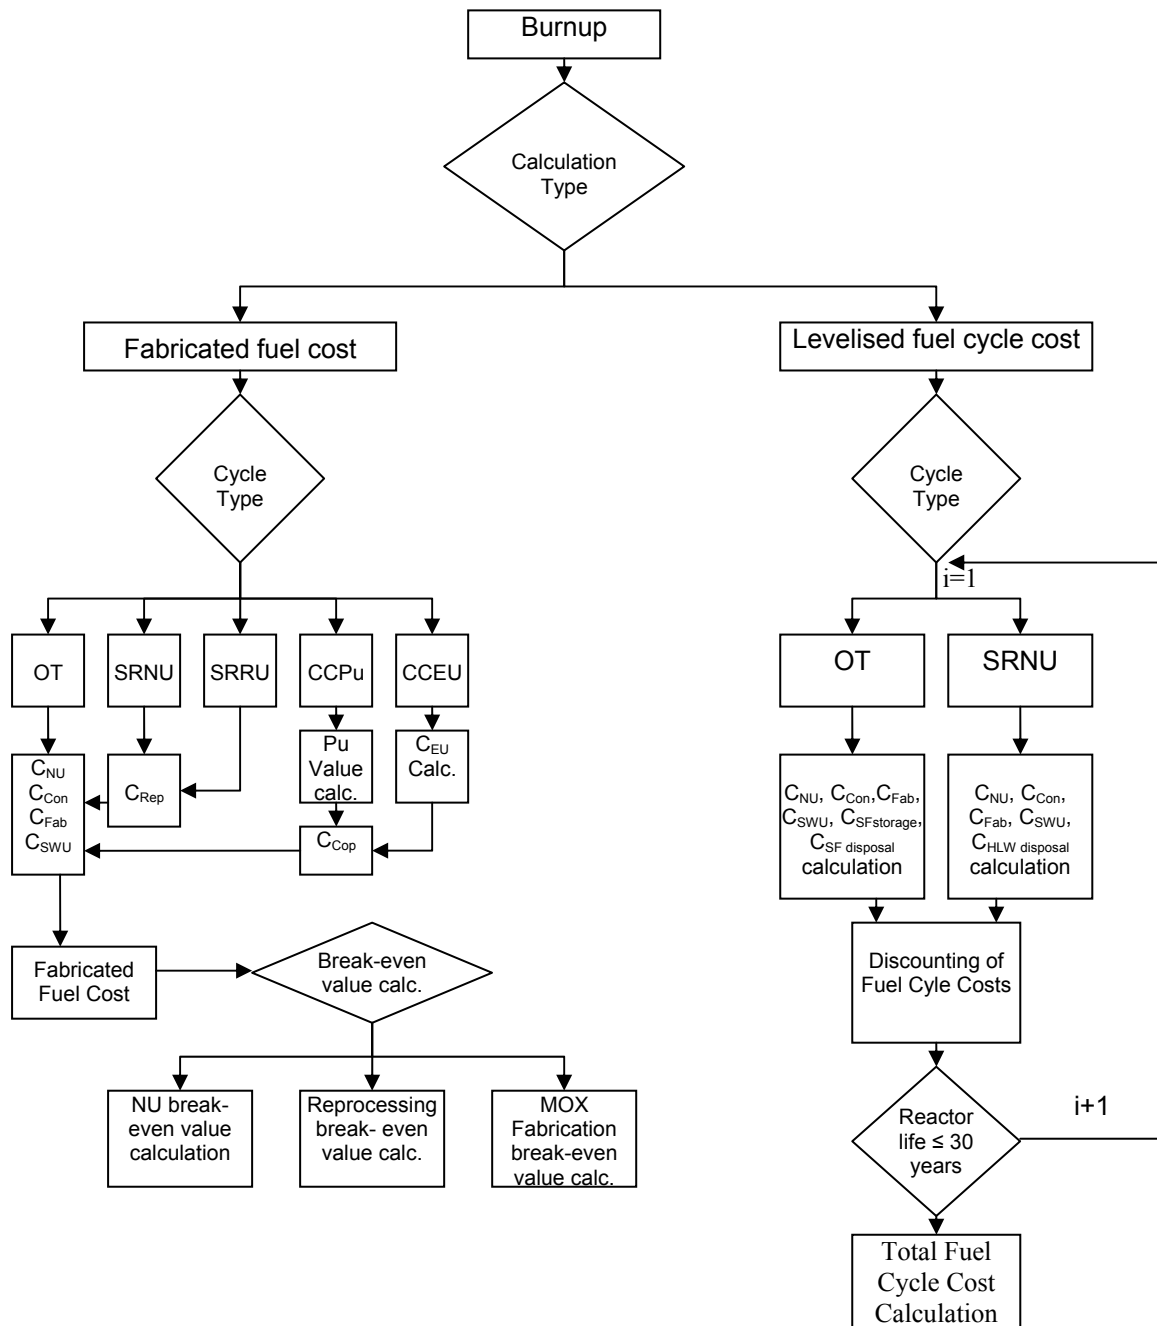 Burnup
Calculation
Type
Fabricated fuel cost
Levelised fuel cycle cost
Cycle
Type
Cycle
Type
i=1
OT
SRNU
SRRU
CCPu
CCEU
OT
SRNU
C_NU
C_Con
C_Fab
C_SWU
C_Rep
Pu
Value
calc.
C_EU
Calc.
C_Cop
C_NU, C_Con,C_Fab,
C_SWU, C_SFstorage,
C_SF disposal
calculation
C_NU, C_Con,
C_Fab, C_SWU,
C_HLW disposal
calculation
Fabricated
Fuel Cost
Break-even
value calc.
Discounting of
Fuel Cyle Costs
NU break-
even value
calculation
Reprocessing
break- even
value calc.
MOX
Fabrication
break-even
value calc.
Reactor
life ≤ 30
years
i+1
Total Fuel
Cycle Cost
Calculation